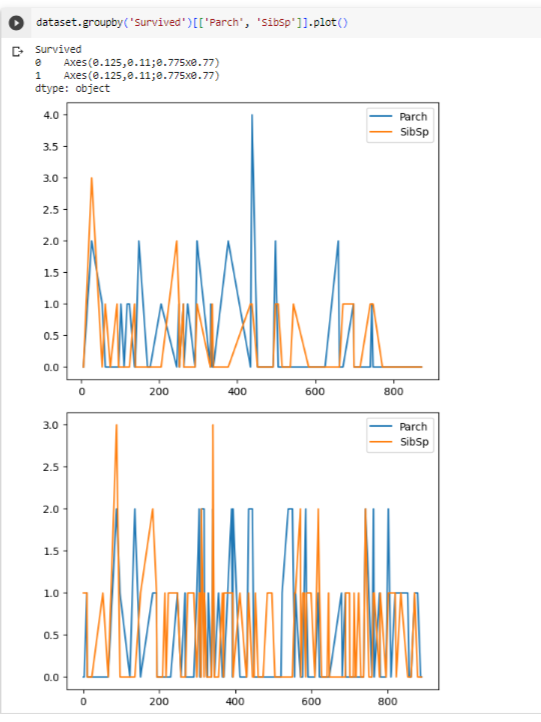 dataset.groupby('Survived')[['Parch', 'SibSp']].plot()
Survived
0    Axes(0.125,0.11;0.775x0.77)
1    Axes(0.125,0.11;0.775x0.77)
dtype: object
4.0
3.5
3.0
2.5
2.0
1.5
1.0
0.5
0.0
Parch
SibSp
0 200 400 600 800
3.0
2.5
2.0
1.5
1.0
0.5
0.0
Parch
SibSp
0 200 400 600 800